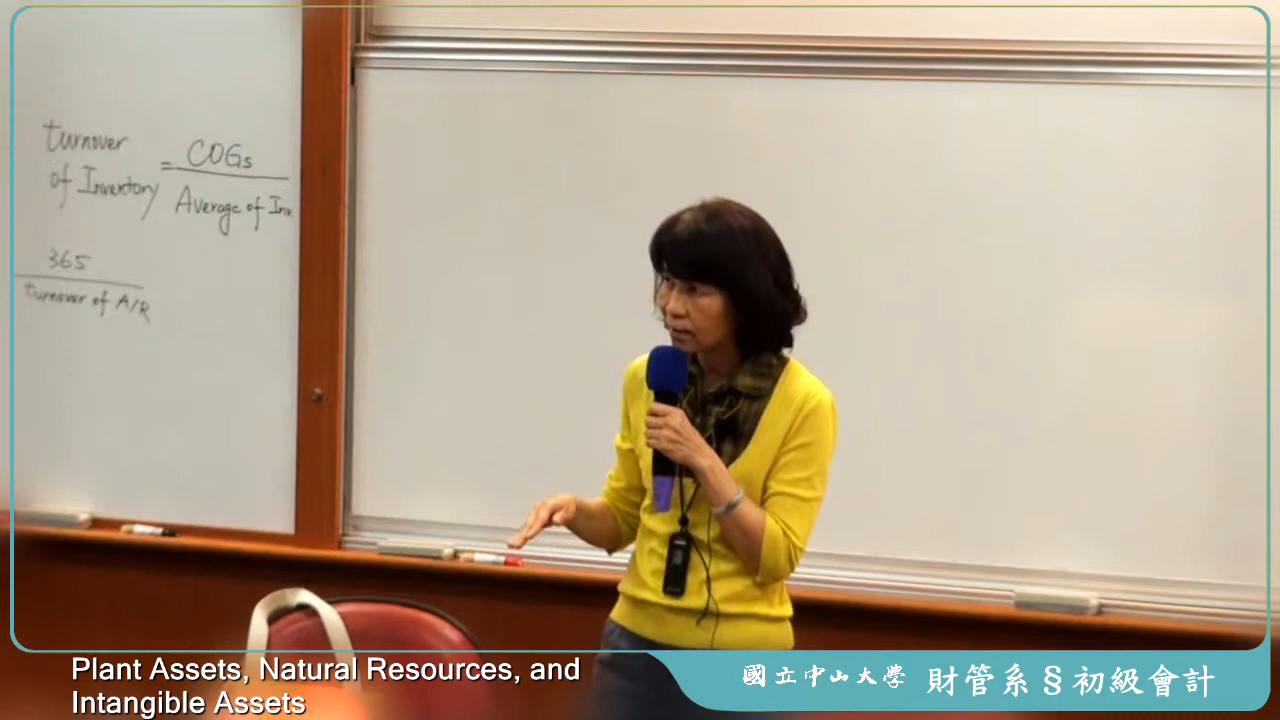 turnover
of Inventory = COGs
Average of Inv
365
turnover of A/R
Plant Assets, Natural Resources, and
Intangible Assets
國立中山大學 財管系 § 初級會計